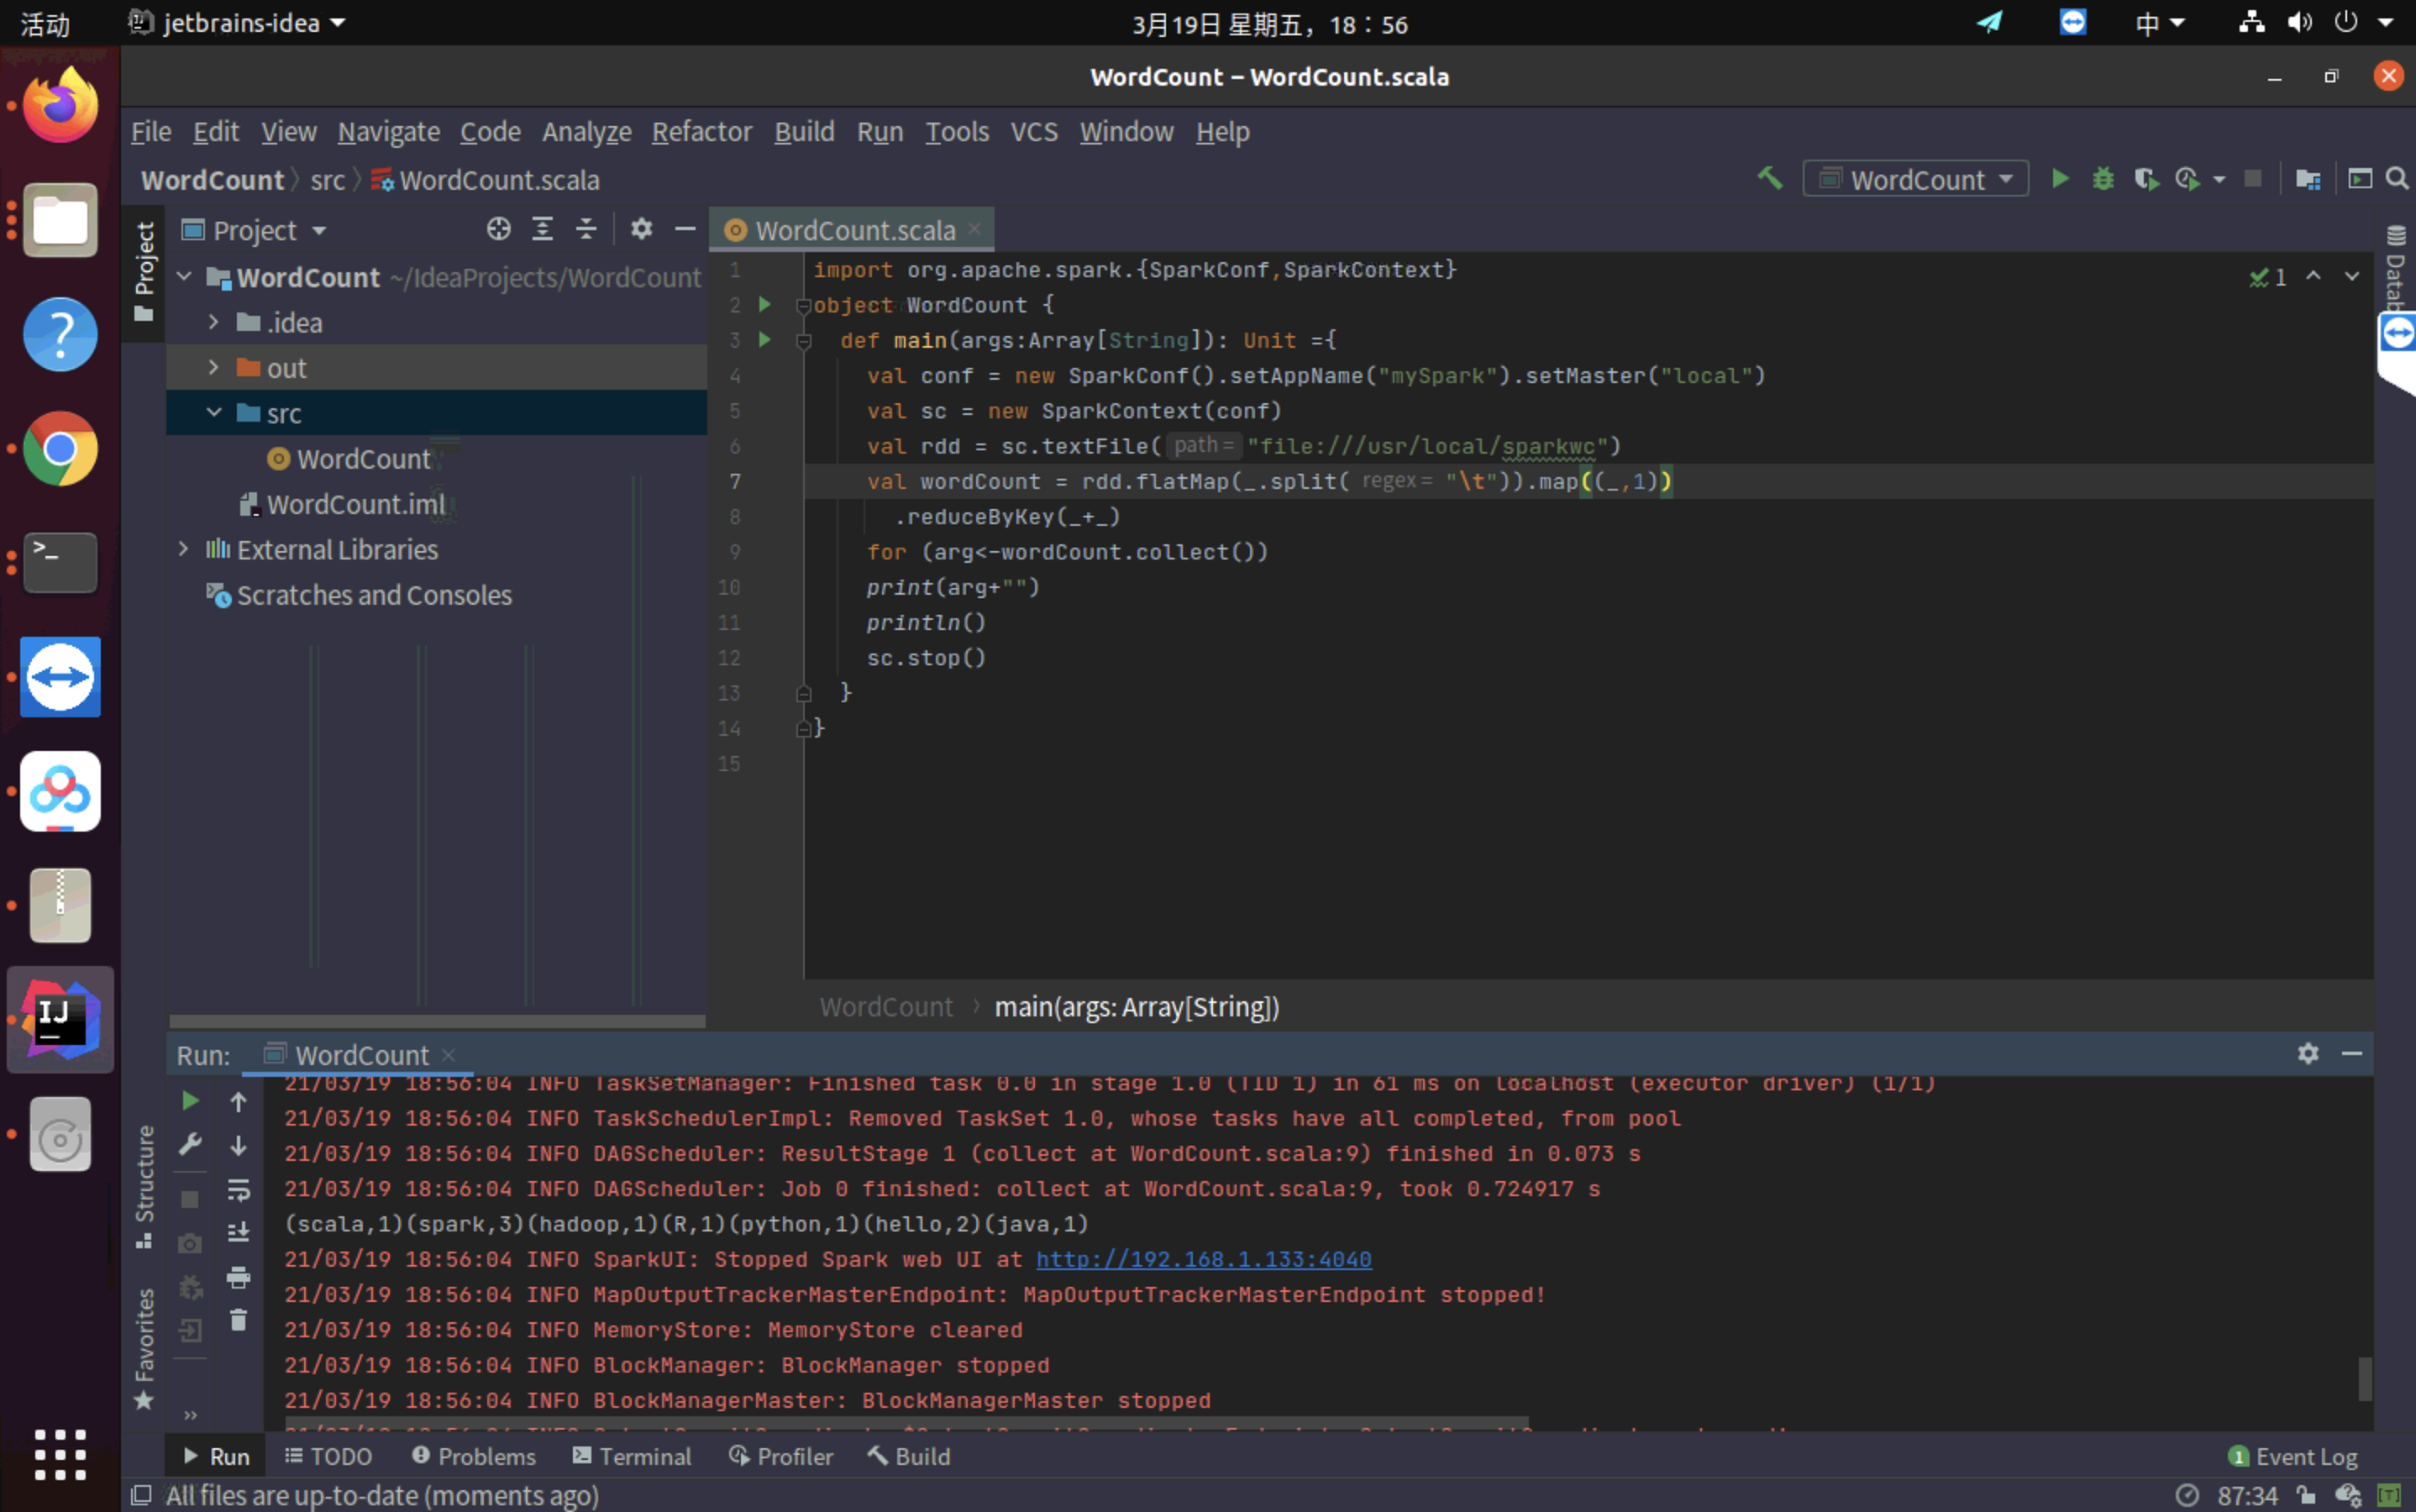 活动
jetbrains-idea
3月19日 星期五，18：56
中
WordCount – WordCount.scala
File Edit View Navigate Code Analyze Refactor Build Run Tools VCS Window Help
WordCount src WordCount.scala
WordCount
Project
Project
WordCount ~/IdeaProjects/WordCount
.idea
out
src
WordCount
WordCount.iml
External Libraries
Scratches and Consoles
Structure
Favorites
WordCount.scala
1 import org.apache.spark.{SparkConf,SparkContext}
2 object WordCount {
3 def main(args:Array[String]): Unit ={
4 val conf = new SparkConf().setAppName("mySpark").setMaster("local")
5 val sc = new SparkContext(conf)
6 val rdd = sc.textFile( path= "file:///usr/local/sparkwc")
7 val wordCount = rdd.flatMap(_.split( regex= "\t")).map((_,1))
8 .reduceByKey(_+_)
9 for (arg<-wordCount.collect())
10 print(arg+"")
11 println()
12 sc.stop()
13 }
14 }
15
1
WordCount main(args: Array[String])
Run: WordCount
21/03/19 18:56:04 INFO TaskSetManager: Finished task 0.0 in stage 1.0 (TID 1) in 61 ms on localhost (executor driver) (1/1)
21/03/19 18:56:04 INFO TaskSchedulerImpl: Removed TaskSet 1.0, whose tasks have all completed, from pool
21/03/19 18:56:04 INFO DAGScheduler: ResultStage 1 (collect at WordCount.scala:9) finished in 0.073 s
21/03/19 18:56:04 INFO DAGScheduler: Job 0 finished: collect at WordCount.scala:9, took 0.724917 s
(scala,1)(spark,3)(hadoop,1)(R,1)(python,1)(hello,2)(java,1)
21/03/19 18:56:04 INFO SparkUI: Stopped Spark web UI at http://192.168.1.133:4040
21/03/19 18:56:04 INFO MapOutputTrackerMasterEndpoint: MapOutputTrackerMasterEndpoint stopped!
21/03/19 18:56:04 INFO MemoryStore: MemoryStore cleared
21/03/19 18:56:04 INFO BlockManager: BlockManager stopped
21/03/19 18:56:04 INFO BlockManagerMaster: BlockManagerMaster stopped
Run TODO Problems Terminal Profiler Build
1 Event Log
All files are up-to-date (moments ago)
87:34